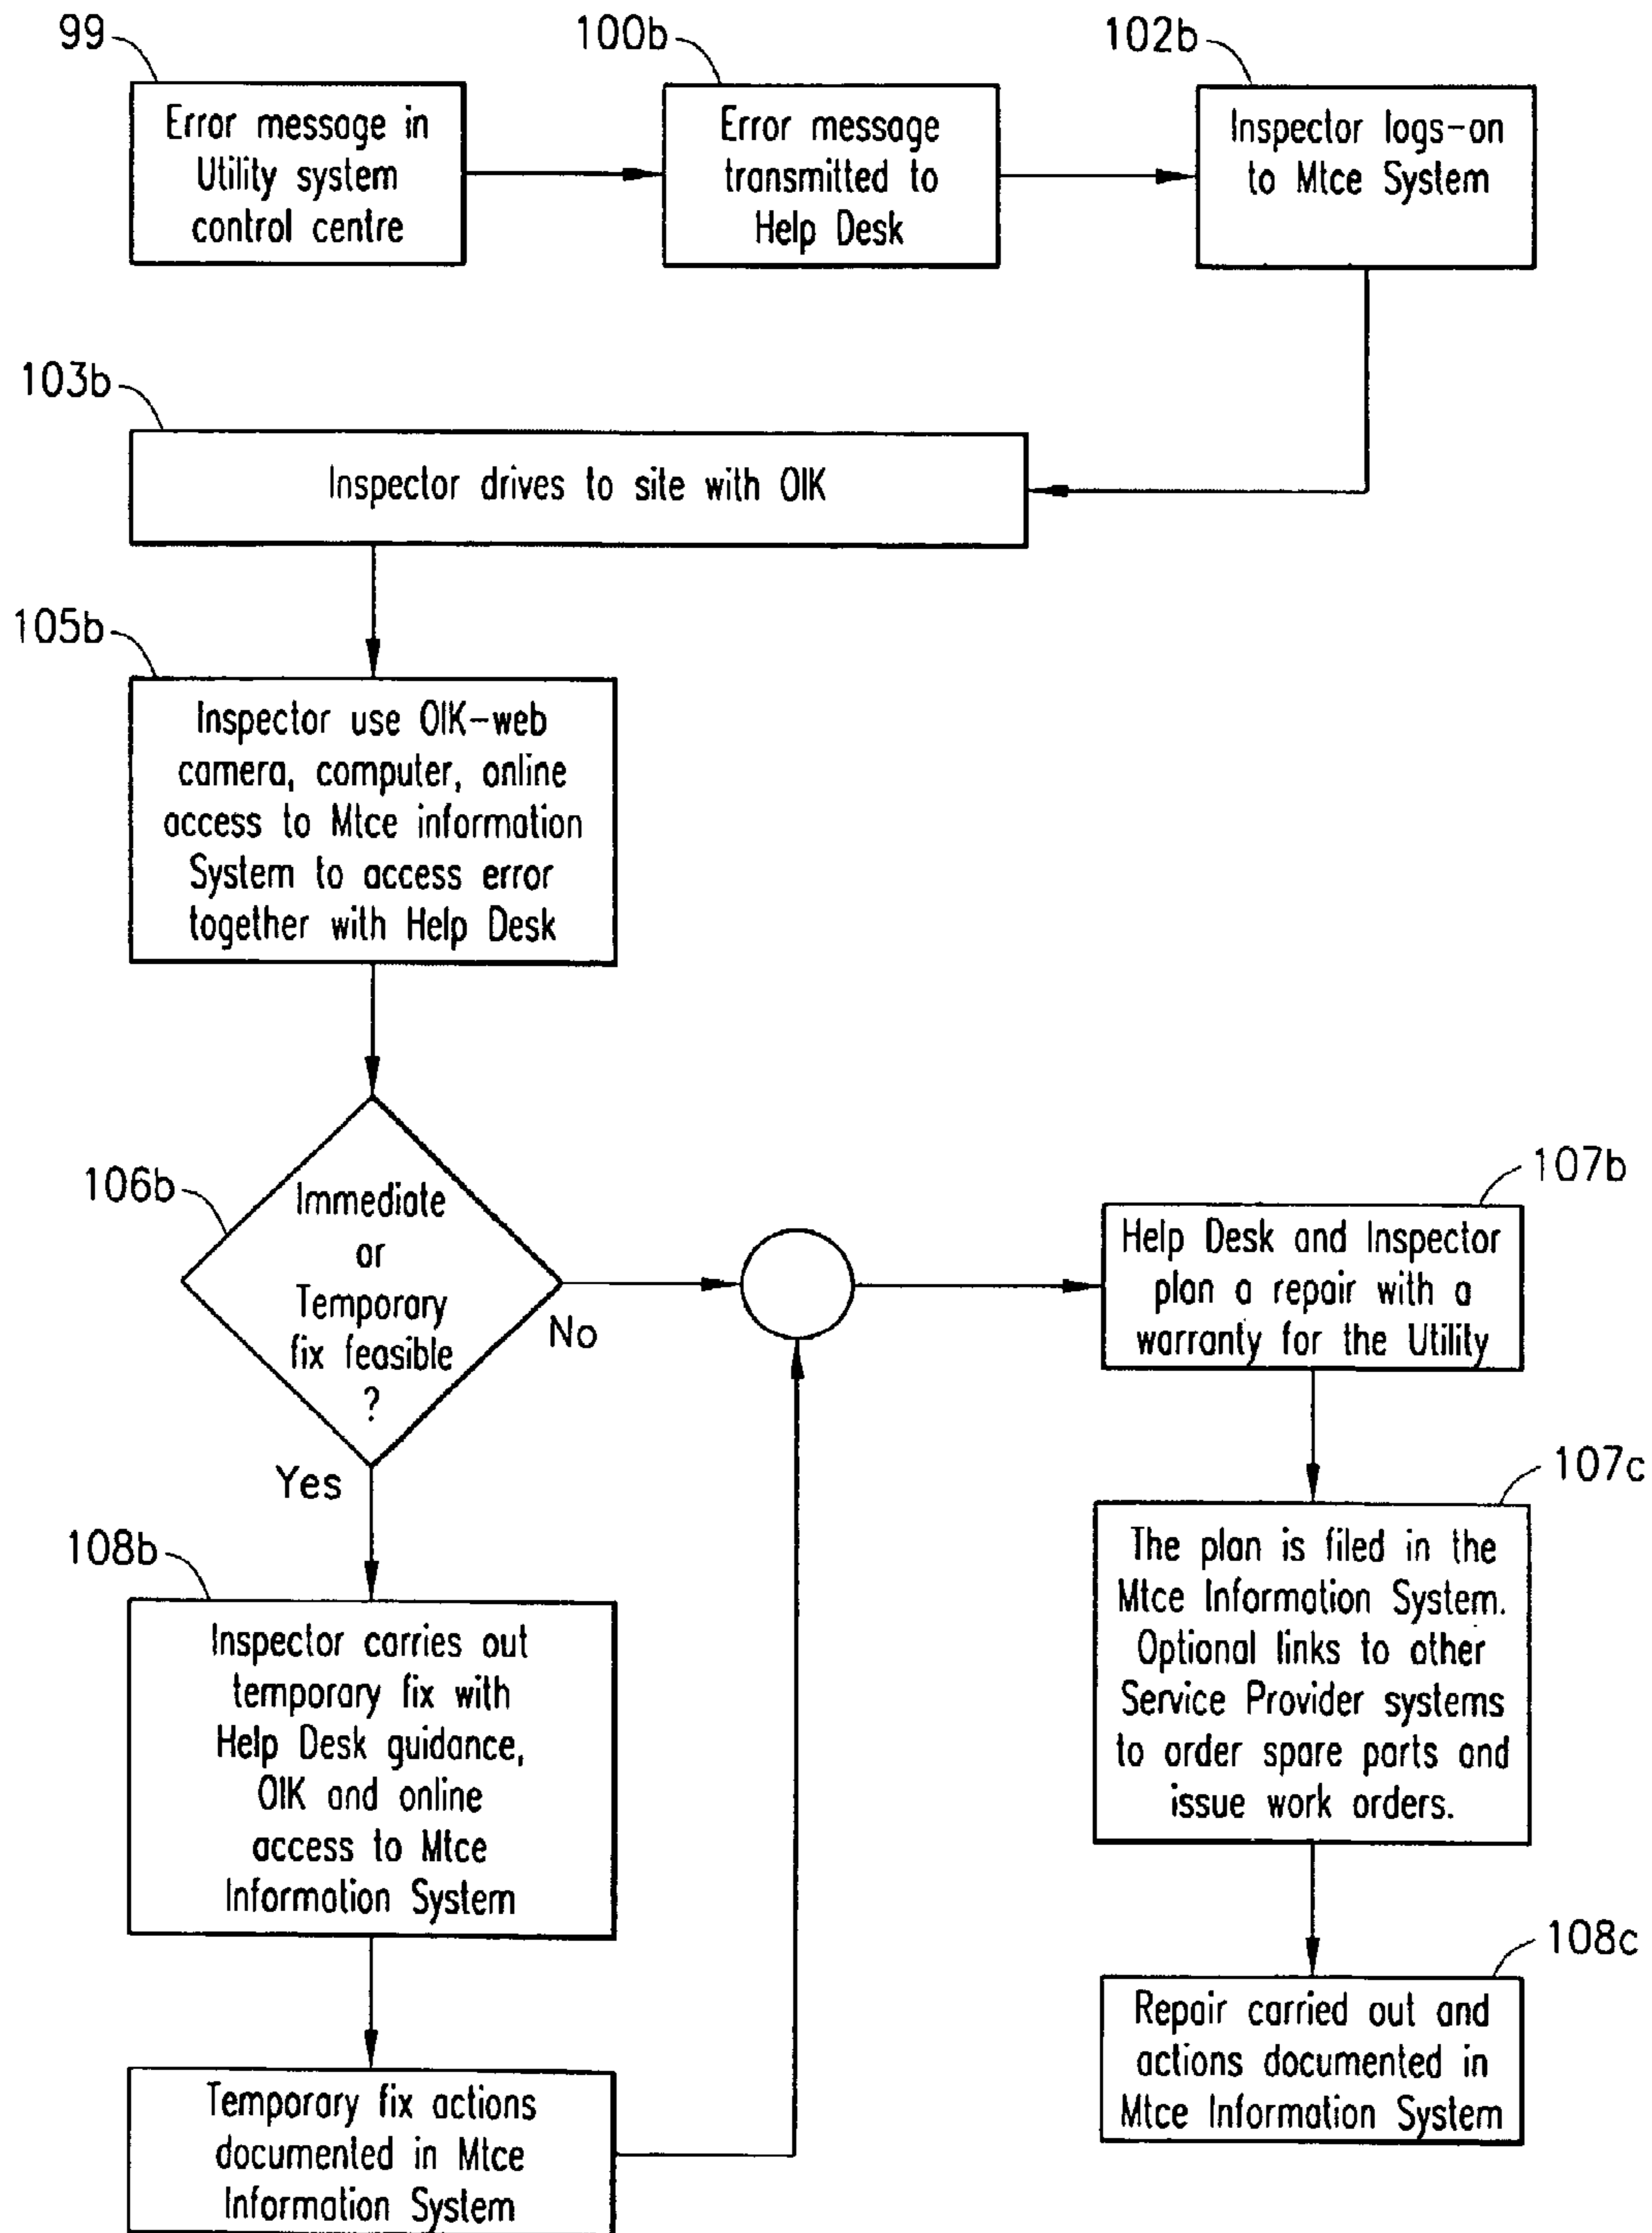 99
Error message in
Utility system
control centre
100b
Error message
transmitted to
Help Desk
102b
Inspector logs-on
to Mtce System
103b
Inspector drives to site with OIK
105b
Inspector use OIK-web
camera, computer, online
access to Mtce information
System to access error
together with Help Desk
106b
Immediate
or
Temporary
fix feasible
?
No
Yes
107b
Help Desk and Inspector
plan a repair with a
warranty for the Utility
107c
The plan is filed in the
Mtce Information System.
Optional links to other
Service Provider systems
to order spare parts and
issue work orders.
108b
Inspector carries out
temporary fix with
Help Desk guidance,
OIK and online
access to Mtce
Information System
108c
Repair carried out and
actions documented in
Mtce Information System
Temporary fix actions
documented in Mtce
Information System